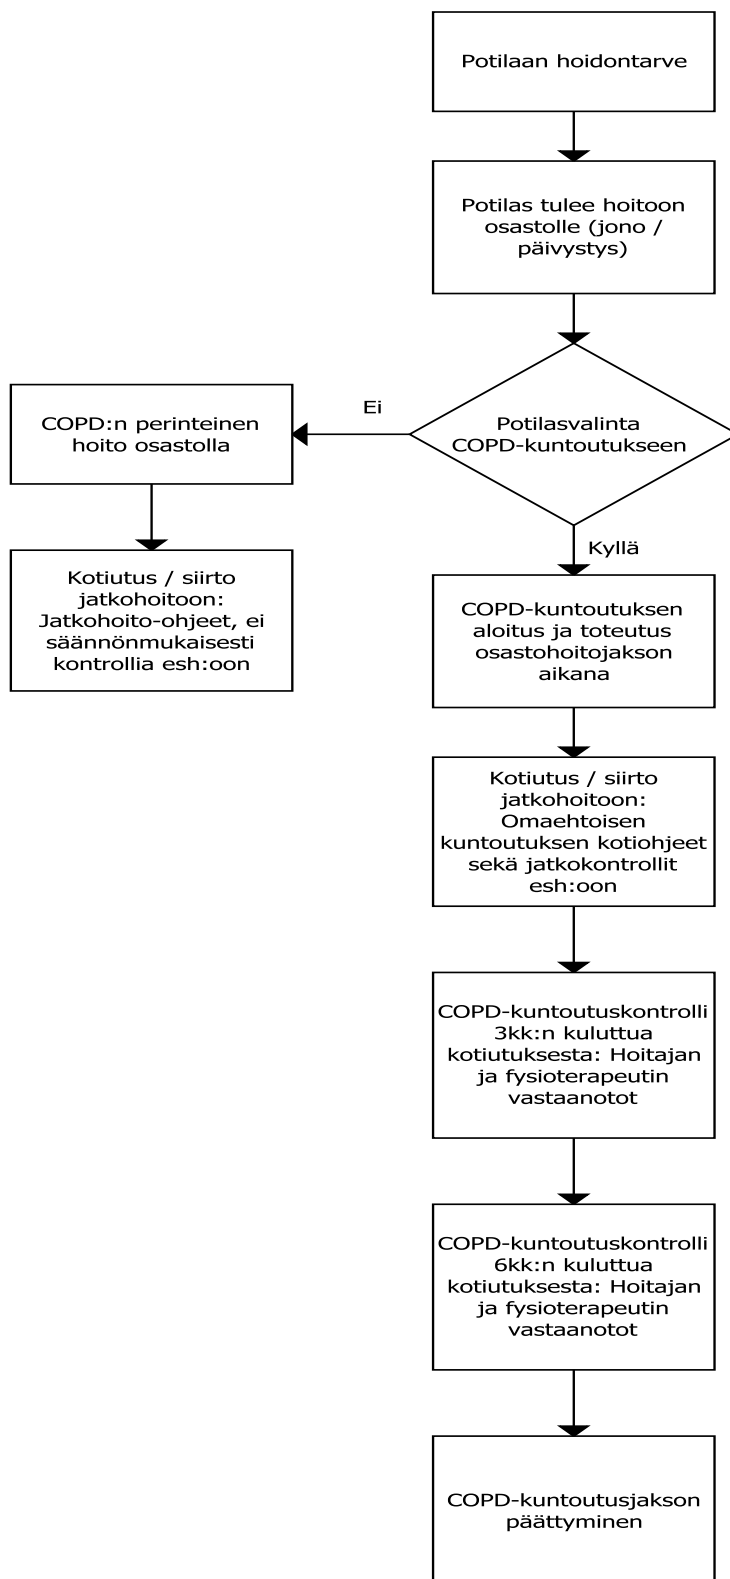 Potilaan hoidontarve
Potilas tulee hoitoon
osastolle (jono /
päivystys)
Potilasvalinta
COPD-kuntoutukseen
Ei
COPD:n perinteinen
hoito osastolla
Kotiutus / siirto
jatkohoitoon:
Jatkohoito-ohjeet, ei
säännönmukaisesti
kontrollia esh:oon
Kyllä
COPD-kuntoutuksen
aloitus ja toteutus
osastohoitojakson
aikana
Kotiutus / siirto
jatkohoitoon:
Omaehtoisen
kuntoutuksen kotiohjeet
sekä jatkokontrollit
esh:oon
COPD-kuntoutuskontrolli
3kk:n kuluttua
kotiutuksesta: Hoitajan
ja fysioterapeutin
vastaanotot
COPD-kuntoutuskontrolli
6kk:n kuluttua
kotiutuksesta: Hoitajan
ja fysioterapeutin
vastaanotot
COPD-kuntoutusjakson
päättyminen